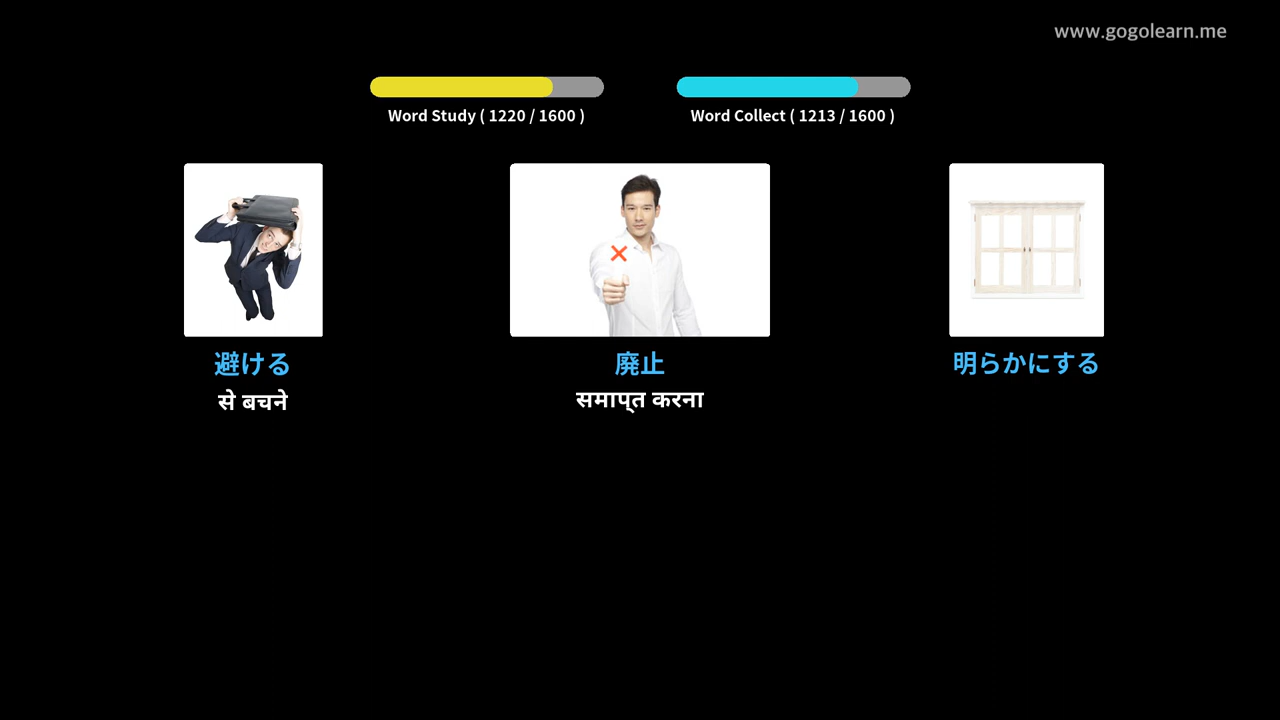 www.gogolearn.me
Word Study ( 1220 / 1600 )
Word Collect ( 1213 / 1600 )
避ける
से बचने
廃止
समाप्त करना
明らかにする